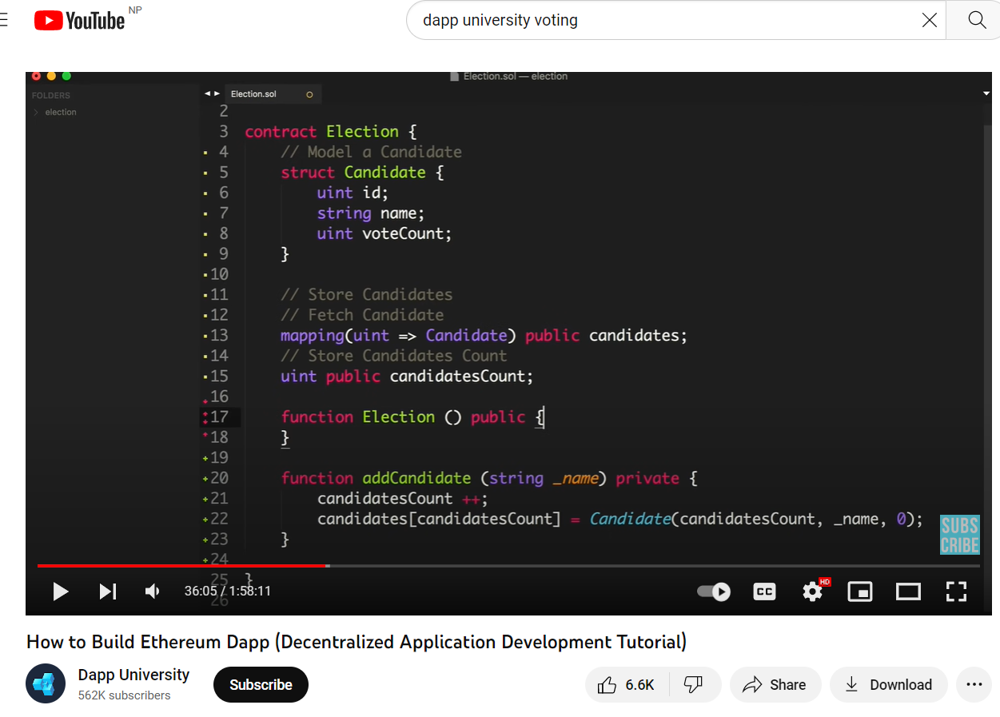 YouTube NP
dapp university voting
Election.sol — election
FOLDERS
election
Election.sol
2
3 contract Election {
4 // Model a Candidate
5 struct Candidate {
6 uint id;
7 string name;
8 uint voteCount;
9 }
10
11 // Store Candidates
12 // Fetch Candidate
13 mapping(uint => Candidate) public candidates;
14 // Store Candidates Count
15 uint public candidatesCount;
16
17 function Election () public {
18 }
19
20 function addCandidate (string _name) private {
21 candidatesCount ++;
22 candidates[candidatesCount] = Candidate(candidatesCount, _name, 0);
23 }
24
25 }
26
SUBS
CRIBE
36:05 / 1:58:11
CC
HD
How to Build Ethereum Dapp (Decentralized Application Development Tutorial)
Dapp University
562K subscribers
Subscribe
6.6K
Share
Download